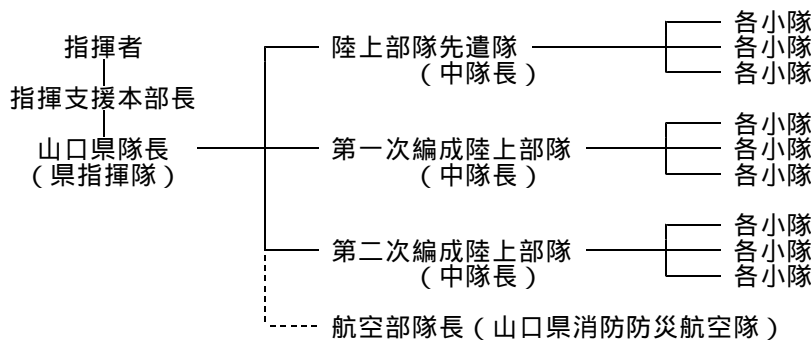 指揮者
指揮支援本部長
山口県隊長
(県指揮隊)
陸上部隊先遣隊
(中隊長)
各小隊
各小隊
各小隊
第一次編成陸上部隊
(中隊長)
各小隊
各小隊
各小隊
第二次編成陸上部隊
(中隊長)
各小隊
各小隊
各小隊
航空部隊長(山口県消防防災航空隊)